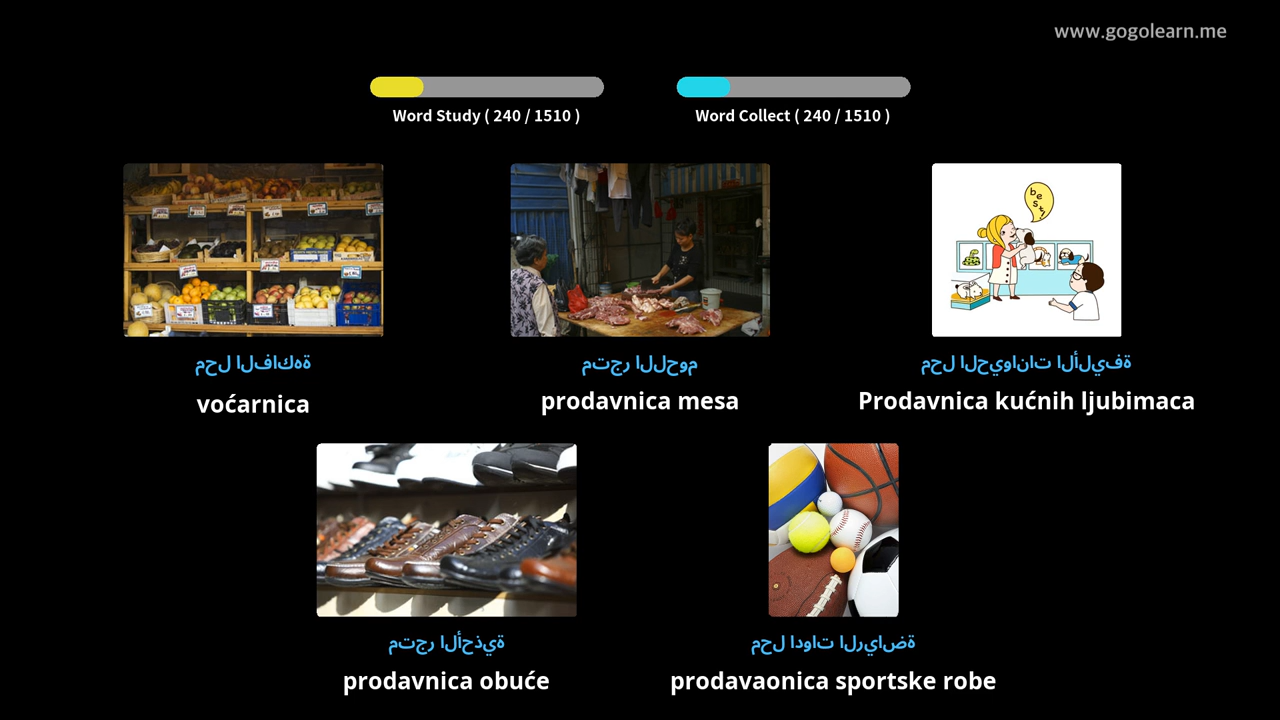 www.gogolearn.me
Word Study ( 240 / 1510 )
Word Collect ( 240 / 1510 )
best!
محل الفاكهة
voćarnica
متجر اللحوم
prodavnica mesa
محل الحيوانات الأليفة
Prodavnica kućnih ljubimaca
متجر الأحذية
prodavnica obuće
محل ادوات الرياضة
prodavaonica sportske robe